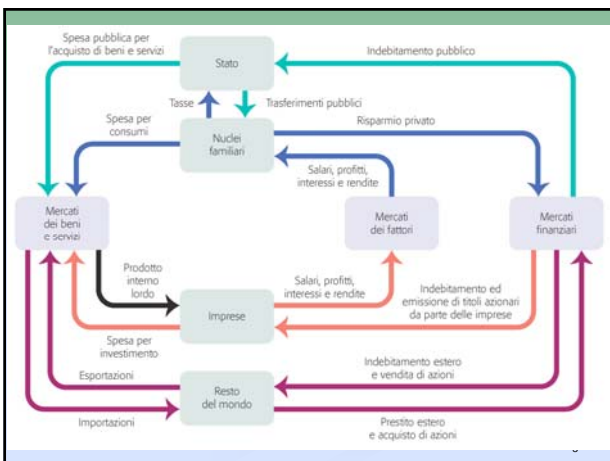 Spesa pubblica per
l'acquisto di beni e servizi
Stato
Indebitamento pubblico
Tasse
Trasferimenti pubblici
Spesa per
consumi
Nuclei
familiari
Risparmio privato
Salari, profitti,
interessi e rendite
Mercati
dei beni
e servizi
Mercati
dei fattori
Mercati
finanziari
Prodotto
interno
lordo
Imprese
Salari, profitti,
interessi e rendite
Indebitamento ed
emissione di titoli azionari
da parte delle imprese
Spesa per
investimento
Esportazioni
Resto
del mondo
Indebitamento estero
e vendita di azioni
Importazioni
Prestito estero
e acquisto di azioni